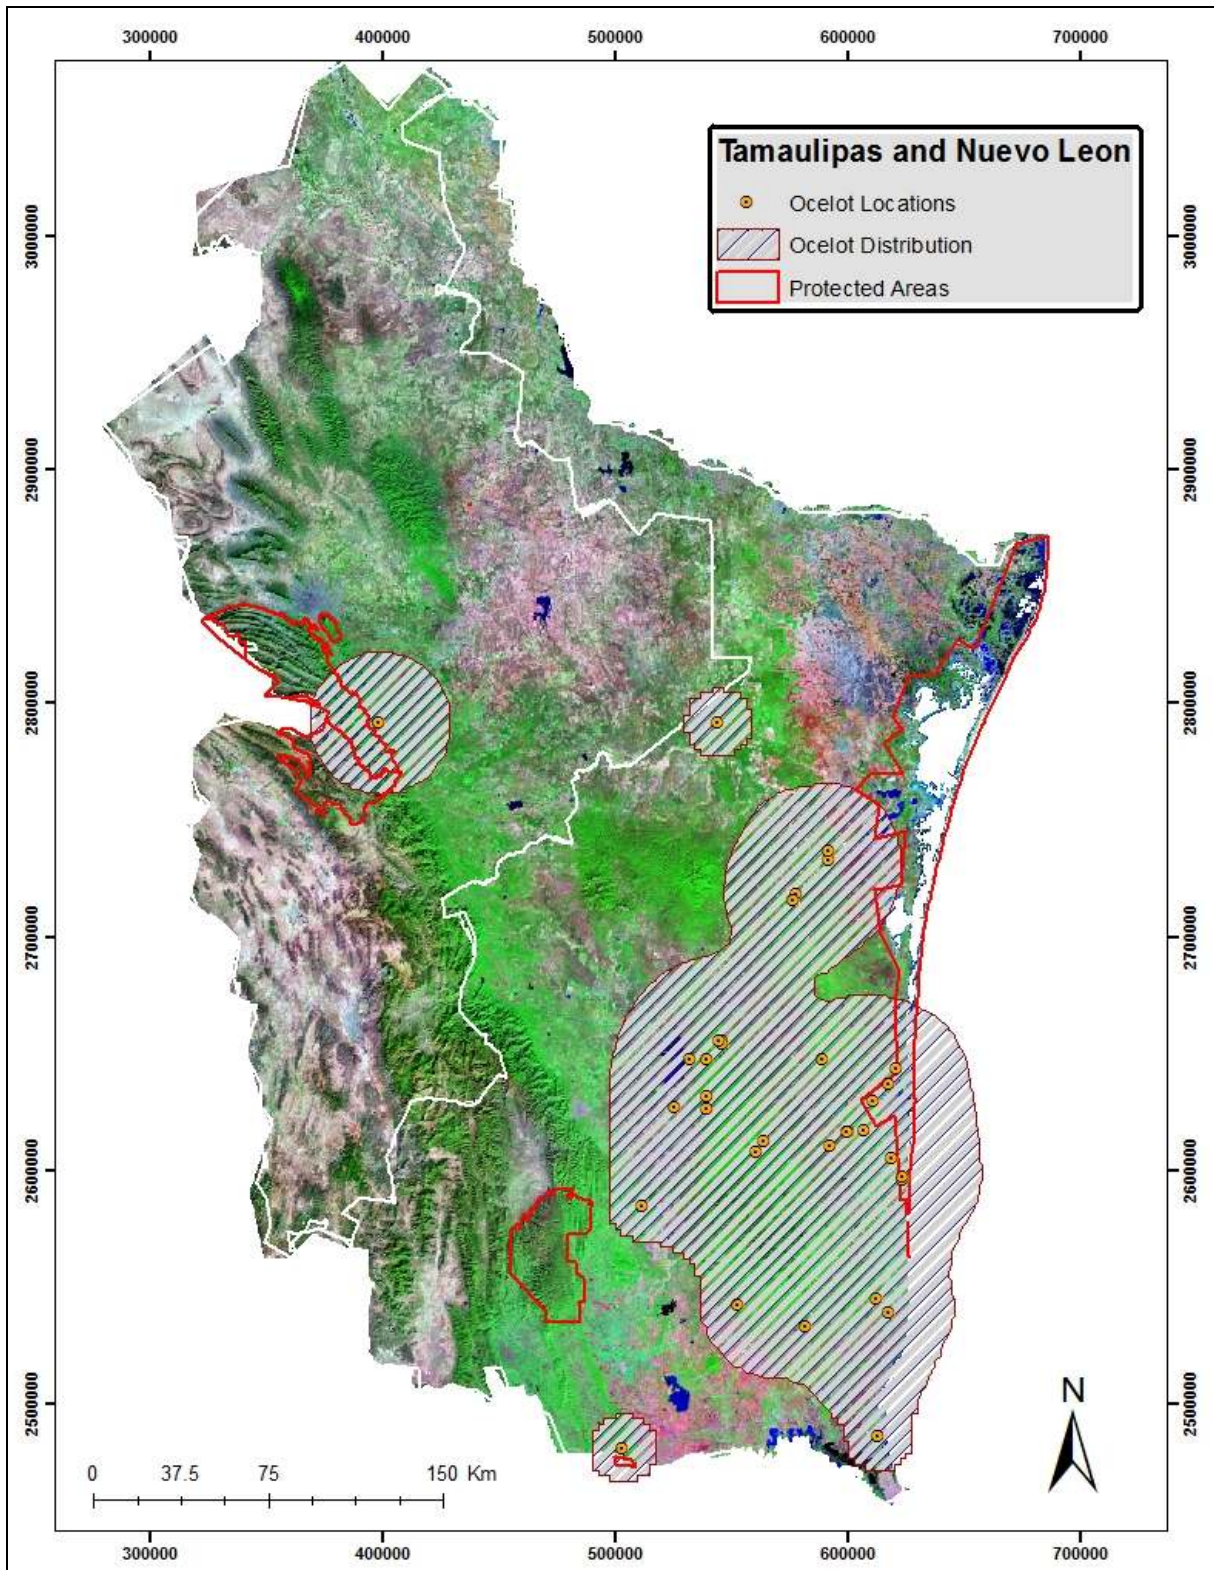 300000 400000 500000 600000 700000
Tamaulipas and Nuevo Leon
Ocelot Locations
Ocelot Distribution
Protected Areas
3000000 3000000
2900000 2900000
2800000 2800000
2700000 2700000
2600000 2600000
2500000 2500000
N
0 37.5 75 150 Km
300000 400000 500000 600000 700000